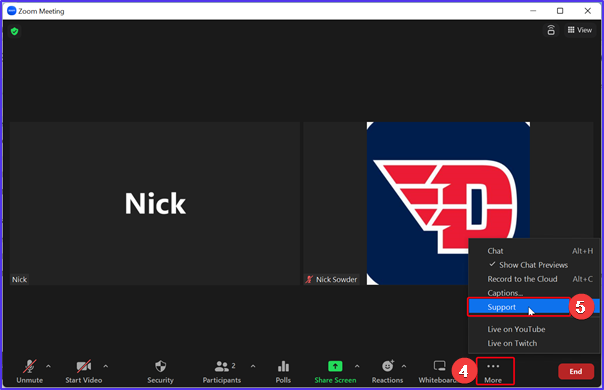 Zoom Meeting
View
Nick
D
Nick
Nick Sowder
Chat Alt+H
Show Chat Previews
Record to the Cloud Alt+C
Captions...
Support
5
Live on YouTube
Live on Twitch
Unmute
Start Video
Security
2
Participants
Polls
Share Screen
Reactions
Whiteboard
4
More
End